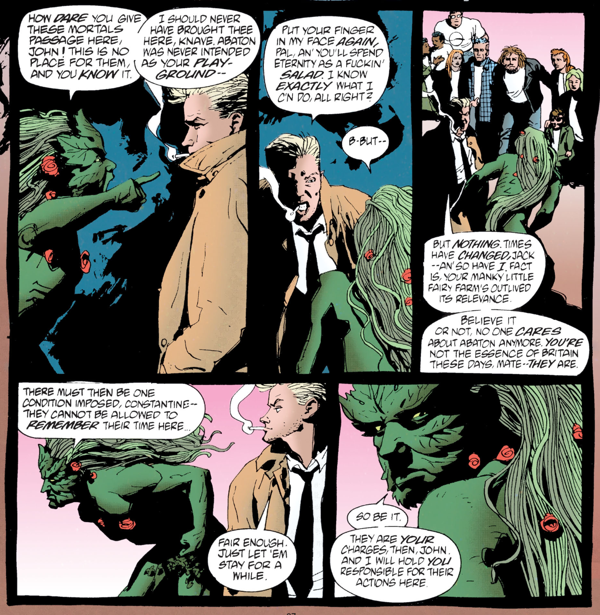 HOW DARE YOU GIVE
THESE MORTALS
PASSAGE HERE,
JOHN! THIS IS NO
PLACE FOR THEM,
AND YOU KNOW IT.
I SHOULD NEVER
HAVE BROUGHT THEE
HERE, KNAVE. ABATON
WAS NEVER INTENDED
AS YOUR PLAY-
GROUND--
PUT YOUR FINGER
IN MY FACE AGAIN,
PAL, AN' YOU'LL SPEND
ETERNITY AS A FUCKIN'
SALAD. I KNOW
EXACTLY WHAT I
C'N DO, ALL RIGHT?
B-BUT--
BUT NOTHING. TIMES
HAVE CHANGED, JACK
--AN' SO HAVE I. FACT
IS, YOUR MANKY LITTLE
FAIRY FARM'S OUTLIVED
ITS RELEVANCE.
BELIEVE IT
OR NOT, NO ONE CARES
ABOUT ABATON ANYMORE. YOU'RE
NOT THE ESSENCE OF BRITAIN
THESE DAYS, MATE--THEY ARE.
THERE MUST THEN BE ONE
CONDITION IMPOSED, CONSTANTINE--
THEY CANNOT BE ALLOWED TO
REMEMBER THEIR TIME HERE...
FAIR ENOUGH.
JUST LET 'EM
STAY FOR A
WHILE.
SO BE IT.
THEY ARE YOUR
CHARGES, THEN, JOHN.
AND I WILL HOLD YOU
RESPONSIBLE FOR THEIR
ACTIONS HERE.